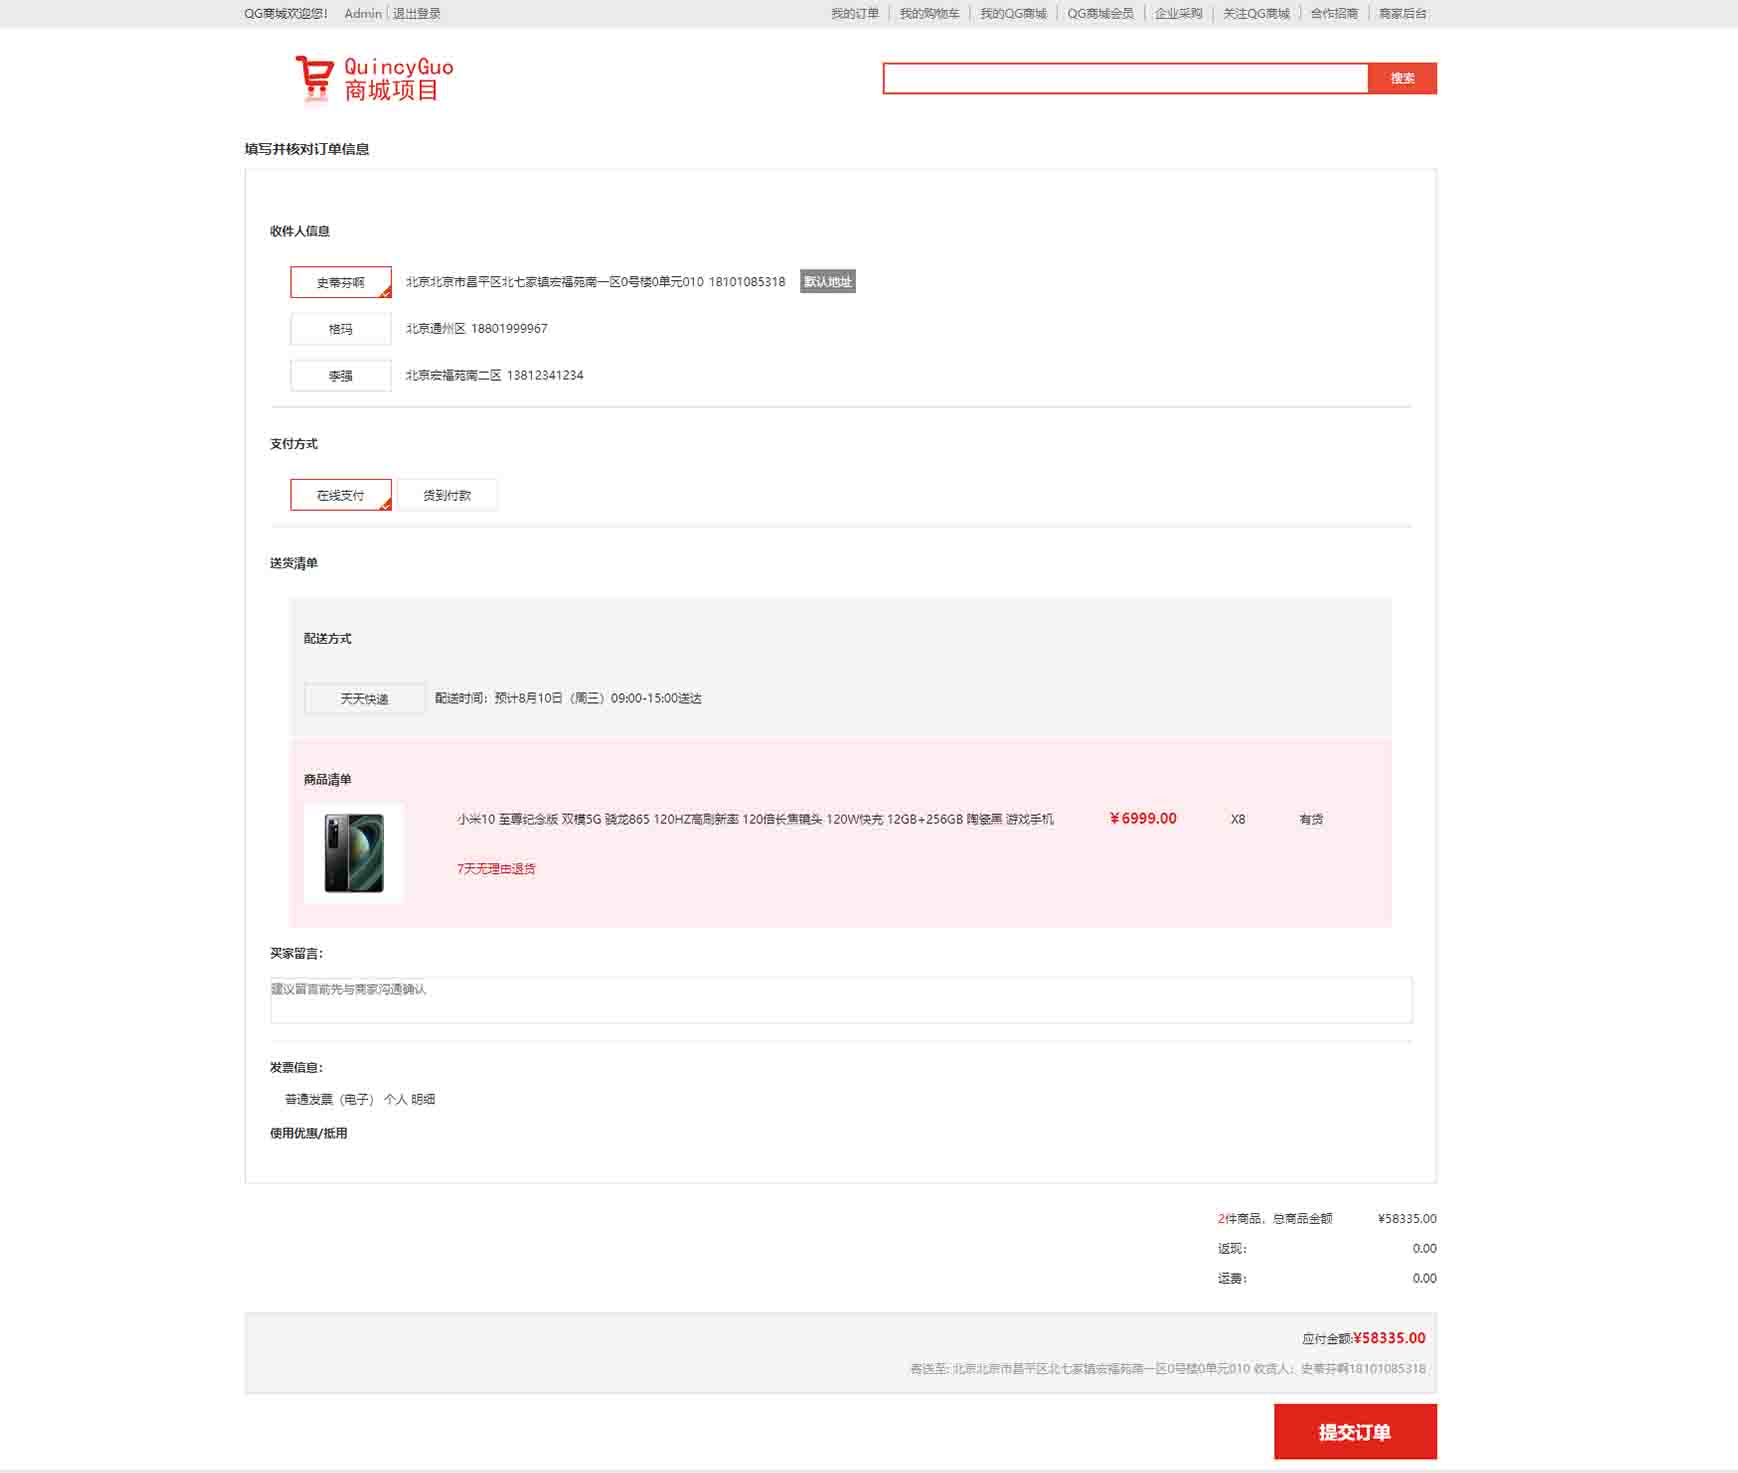 QG商城欢迎您! Admin 退出登录 我的订单 我的购物车 我的QG商城 QG商城会员 企业采购 关注QG商城 合作招商 商家后台
QuincyGuo
商城项目
搜索
填写并核对订单信息
收件人信息
史蒂芬啊 北京北京市昌平区北七家镇宏福苑南一区0号楼0单元010 18101085318 默认地址
格玛 北京通州区 18801999967
李强 北京宏福苑南二区 13812341234
支付方式
在线支付 货到付款
送货清单
配送方式
天天快递 配送时间：预计8月10日（周三）09:00-15:00送达
商品清单
小米10 至尊纪念版 双模5G 骁龙865 120HZ高刷新率 120倍长焦镜头 120W快充 12GB+256GB 陶瓷黑 游戏手机 ￥6999.00 X8 有货
7天无理由退货
买家留言：
建议留言前先与商家沟通确认
发票信息：
普通发票（电子） 个人 明细
使用优惠/抵用
2件商品，总商品金额 ¥58335.00
返现： 0.00
运费： 0.00
应付金额:¥58335.00
寄送至: 北京北京市昌平区北七家镇宏福苑南一区0号楼0单元010 收货人：史蒂芬啊18101085318
提交订单